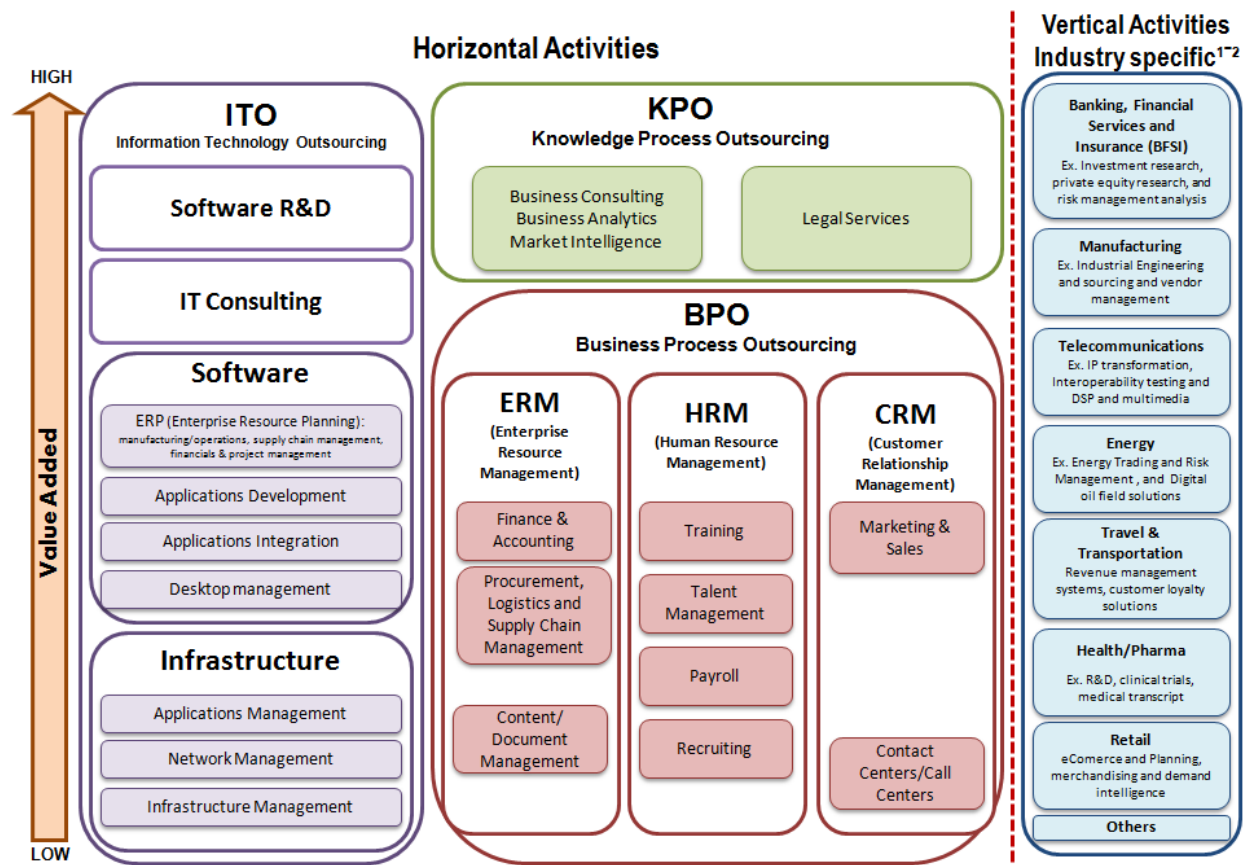 Horizontal Activities
Vertical Activities
Industry specific¹⁻²
HIGH
Value Added
LOW
ITO
Information Technology Outsourcing
Software R&D
IT Consulting
Software
ERP (Enterprise Resource Planning):
manufacturing/operations, supply chain management,
financials & project management
Applications Development
Applications Integration
Desktop management
Infrastructure
Applications Management
Network Management
Infrastructure Management
KPO
Knowledge Process Outsourcing
Business Consulting
Business Analytics
Market Intelligence
Legal Services
BPO
Business Process Outsourcing
ERM
(Enterprise
Resource
Management)
Finance &
Accounting
Procurement,
Logistics and
Supply Chain
Management
Content/
Document
Management
HRM
(Human Resource
Management)
Training
Talent
Management
Payroll
Recruiting
CRM
(Customer
Relationship
Management)
Marketing &
Sales
Contact
Centers/Call
Centers
Banking, Financial
Services and
Insurance (BFSI)
Ex. Investment research,
private equity research, and
risk management analysis
Manufacturing
Ex. Industrial Engineering
and sourcing and vendor
management
Telecommunications
Ex. IP transformation,
Interoperability testing and
DSP and multimedia
Energy
Ex. Energy Trading and Risk
Management , and Digital
oil field solutions
Travel &
Transportation
Revenue management
systems, customer loyalty
solutions
Health/Pharma
Ex. R&D, clinical trials,
medical transcript
Retail
eComerce and Planning,
merchandising and demand
intelligence
Others